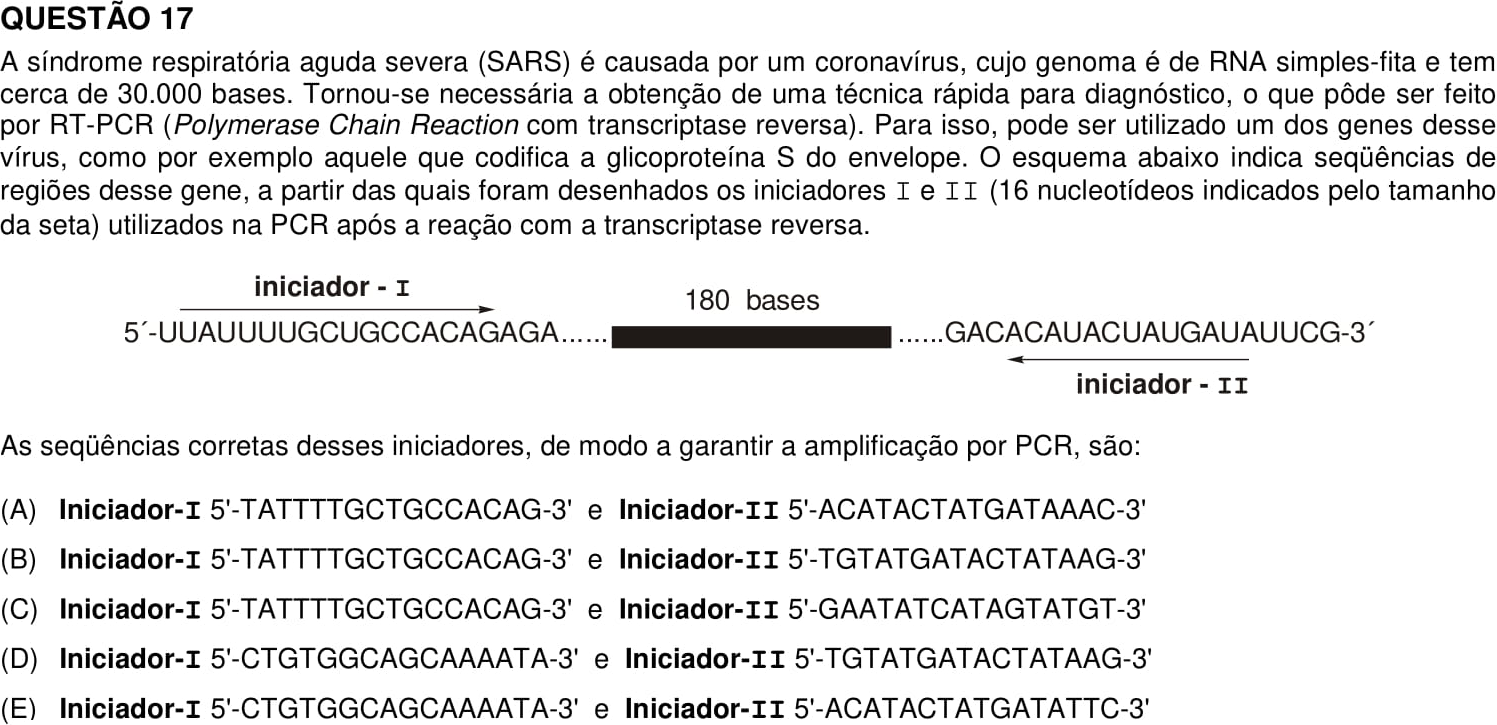 QUESTÃO 17
A síndrome respiratória aguda severa (SARS) é causada por um coronavírus, cujo genoma é de RNA simples-fita e tem
cerca de 30.000 bases. Tornou-se necessária a obtenção de uma técnica rápida para diagnóstico, o que pôde ser feito
por RT-PCR (Polymerase Chain Reaction com transcriptase reversa). Para isso, pode ser utilizado um dos genes desse
vírus, como por exemplo aquele que codifica a glicoproteína S do envelope. O esquema abaixo indica seqüências de
regiões desse gene, a partir das quais foram desenhados os iniciadores I e II (16 nucleotídeos indicados pelo tamanho
da seta) utilizados na PCR após a reação com a transcriptase reversa.
iniciador - I
180 bases
5´-UUAUUUUGCUGCCACAGAGA...... ......GACACAUACUAUGAUAUUCG-3´
iniciador - II
As seqüências corretas desses iniciadores, de modo a garantir a amplificação por PCR, são:
(A) Iniciador-I 5'-TATTTTGCTGCCACAG-3' e Iniciador-II 5'-ACATACTATGATAAAC-3'
(B) Iniciador-I 5'-TATTTTGCTGCCACAG-3' e Iniciador-II 5'-TGTATGATACTATAAG-3'
(C) Iniciador-I 5'-TATTTTGCTGCCACAG-3' e Iniciador-II 5'-GAATATCATAGTATGT-3'
(D) Iniciador-I 5'-CTGTGGCAGCAAAATA-3' e Iniciador-II 5'-TGTATGATACTATAAG-3'
(E) Iniciador-I 5'-CTGTGGCAGCAAAATA-3' e Iniciador-II 5'-ACATACTATGATATTC-3'